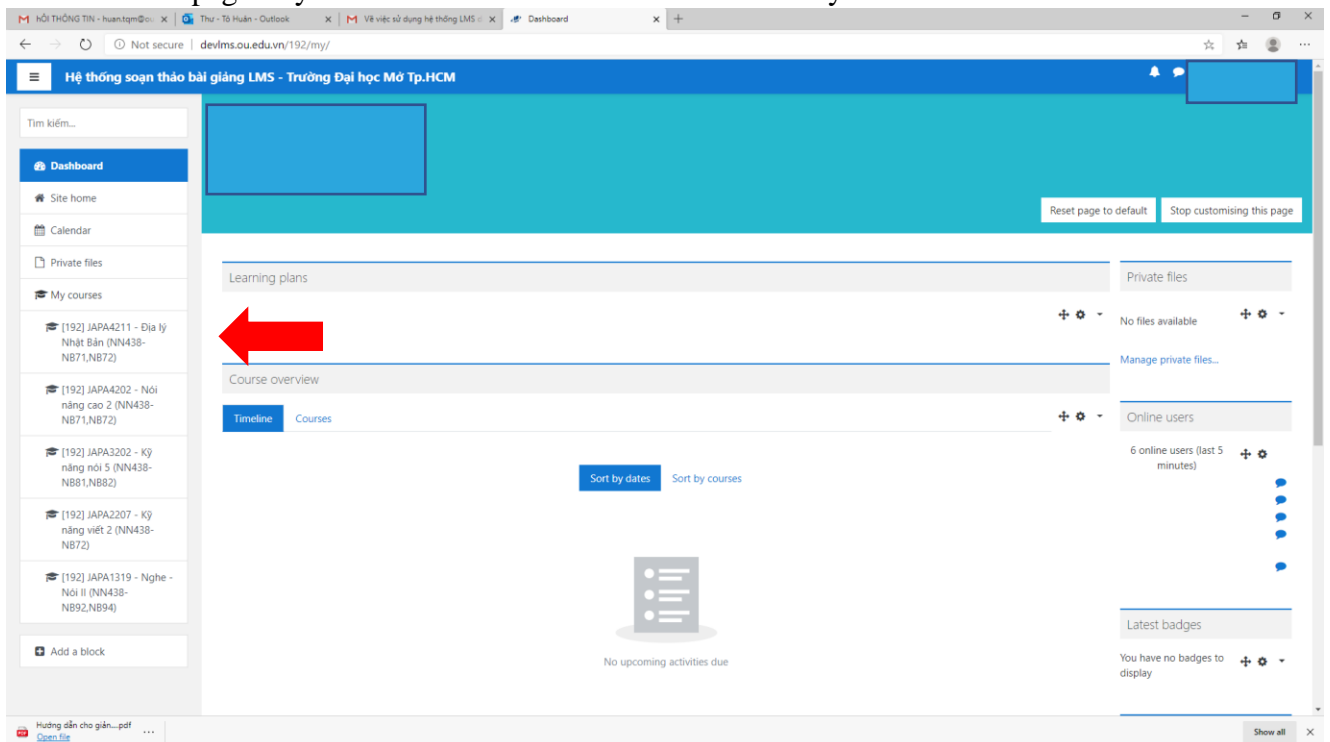 hỘI THÔNG TIN - huan.tqm@ou.
Thư - Tô Huân - Outlook
Về việc sử dụng hệ thống LMS
Dashboard
Not secure | devlms.ou.edu.vn/192/my/
Hệ thống soạn thảo bài giảng LMS - Trường Đại học Mở Tp.HCM
Tìm kiếm...
Dashboard
Site home
Calendar
Private files
My courses
[192] JAPA4211 - Địa lý
Nhật Bản (NN438-
NB71,NB72)
[192] JAPA4202 - Nói
nâng cao 2 (NN438-
NB71,NB72)
[192] JAPA3202 - Kỹ
năng nói 5 (NN438-
NB81,NB82)
[192] JAPA2207 - Kỹ
năng viết 2 (NN438-
NB72)
[192] JAPA1319 - Nghe -
Nói II (NN438-
NB92,NB94)
Add a block
Reset page to default
Stop customising this page
Learning plans
Course overview
Timeline
Courses
Sort by dates
Sort by courses
No upcoming activities due
Private files
No files available
Manage private files...
Online users
6 online users (last 5
minutes)
Latest badges
You have no badges to
display
Hướng dẫn cho giản....pdf
Open file
Show all